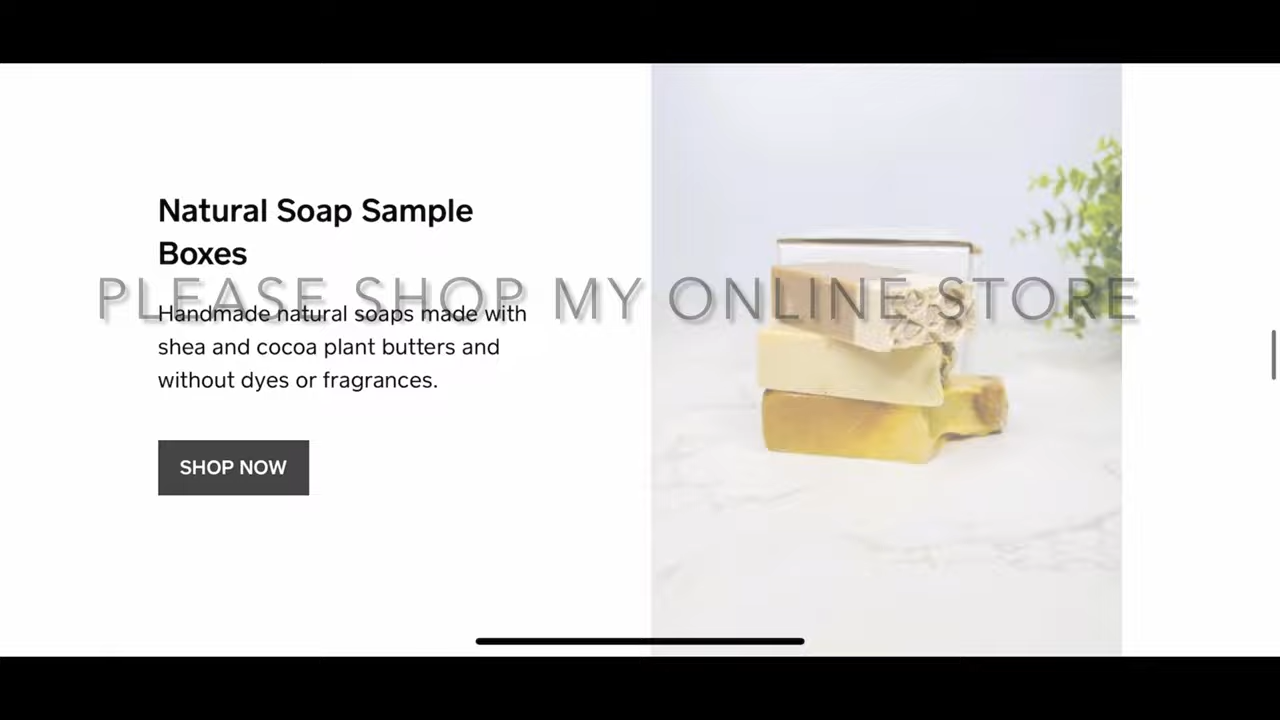 Natural Soap Sample
Boxes
PLEASE SHOP MY ONLINE STORE
Handmade natural soaps made with
shea and cocoa plant butters and
without dyes or fragrances.
SHOP NOW